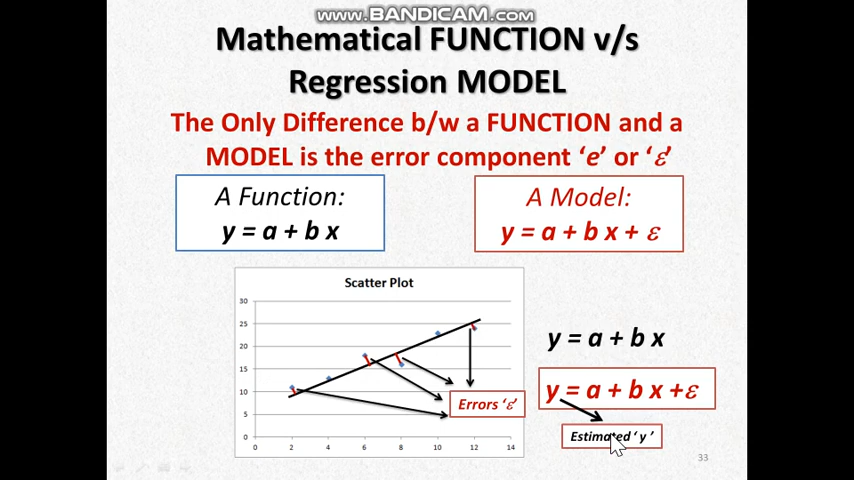 www.BANDICAM.com
Mathematical FUNCTION v/s
Regression MODEL
The Only Difference b/w a FUNCTION and a
MODEL is the error component ‘e’ or ‘ε’
A Function:
y = a + b x
A Model:
y = a + b x + ε
Scatter Plot
30
25
20
15
10
5
0
0 2 4 6 8 10 12 14
Errors ‘ε’
y = a + b x
y = a + b x +ε
Estimated ‘ y ’
33